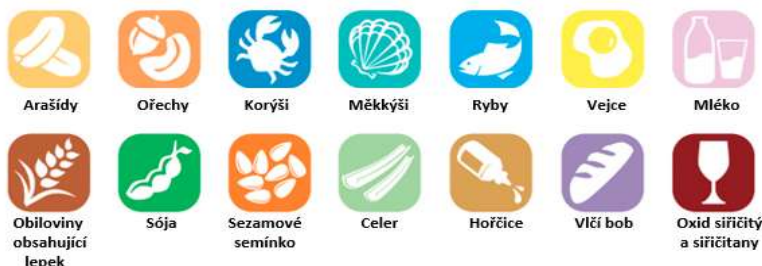 Arašídy
Ořechy
Korýši
Měkkýši
Ryby
Vejce
Mléko
Obiloviny
obsahující
lepek
Sója
Sezamové
semínko
Celer
Hořčice
Vlčí bob
Oxid siřičitý
a siřičitany